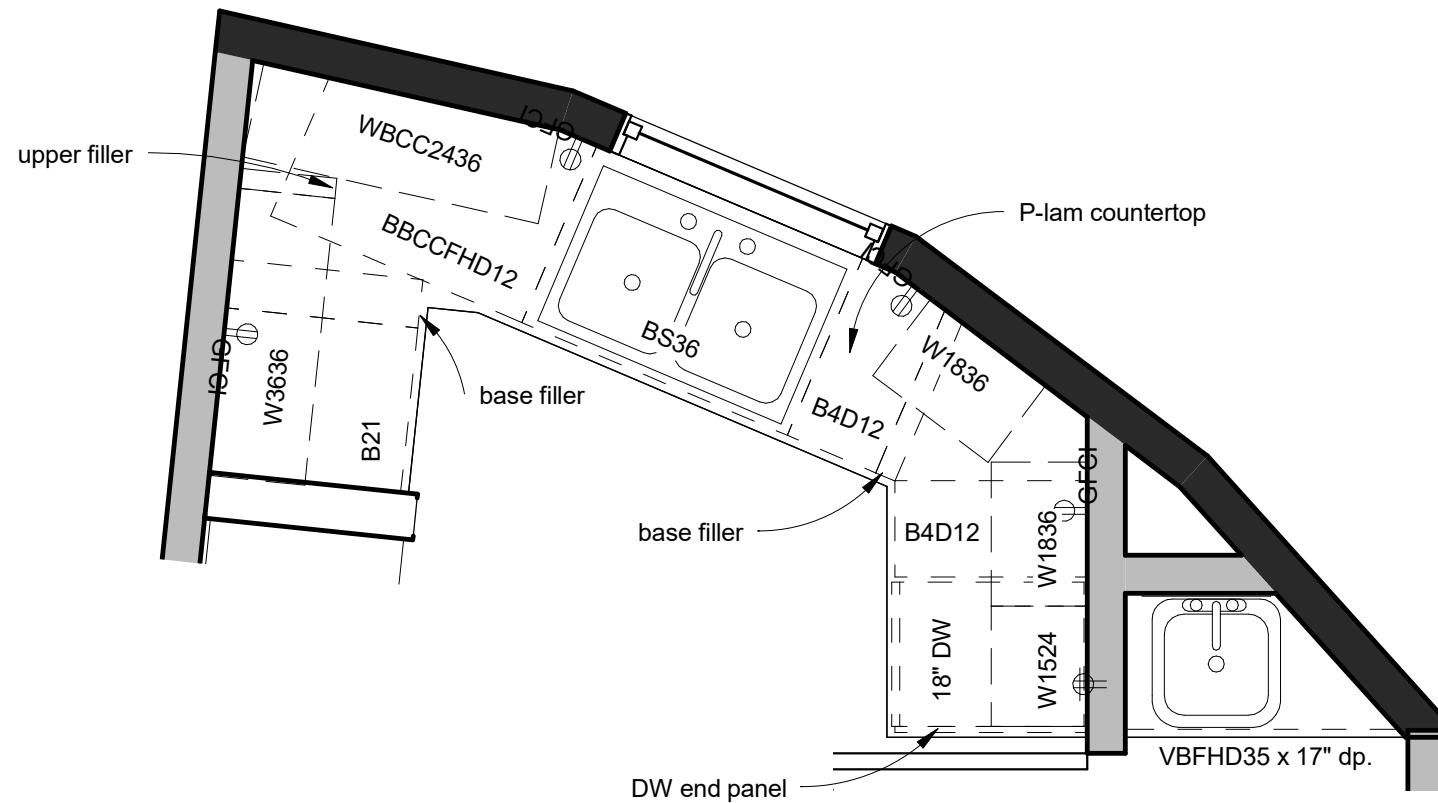 GFCI
WBCC2436
upper filler
P-lam countertop
BBCCFHD12
GFCI
BS36
W1836
GFCI
W3636
base filler
B4D12
B21
GFCI
base filler
B4D12
W1836
18" DW
W1524
VBFHD35 x 17" dp.
DW end panel